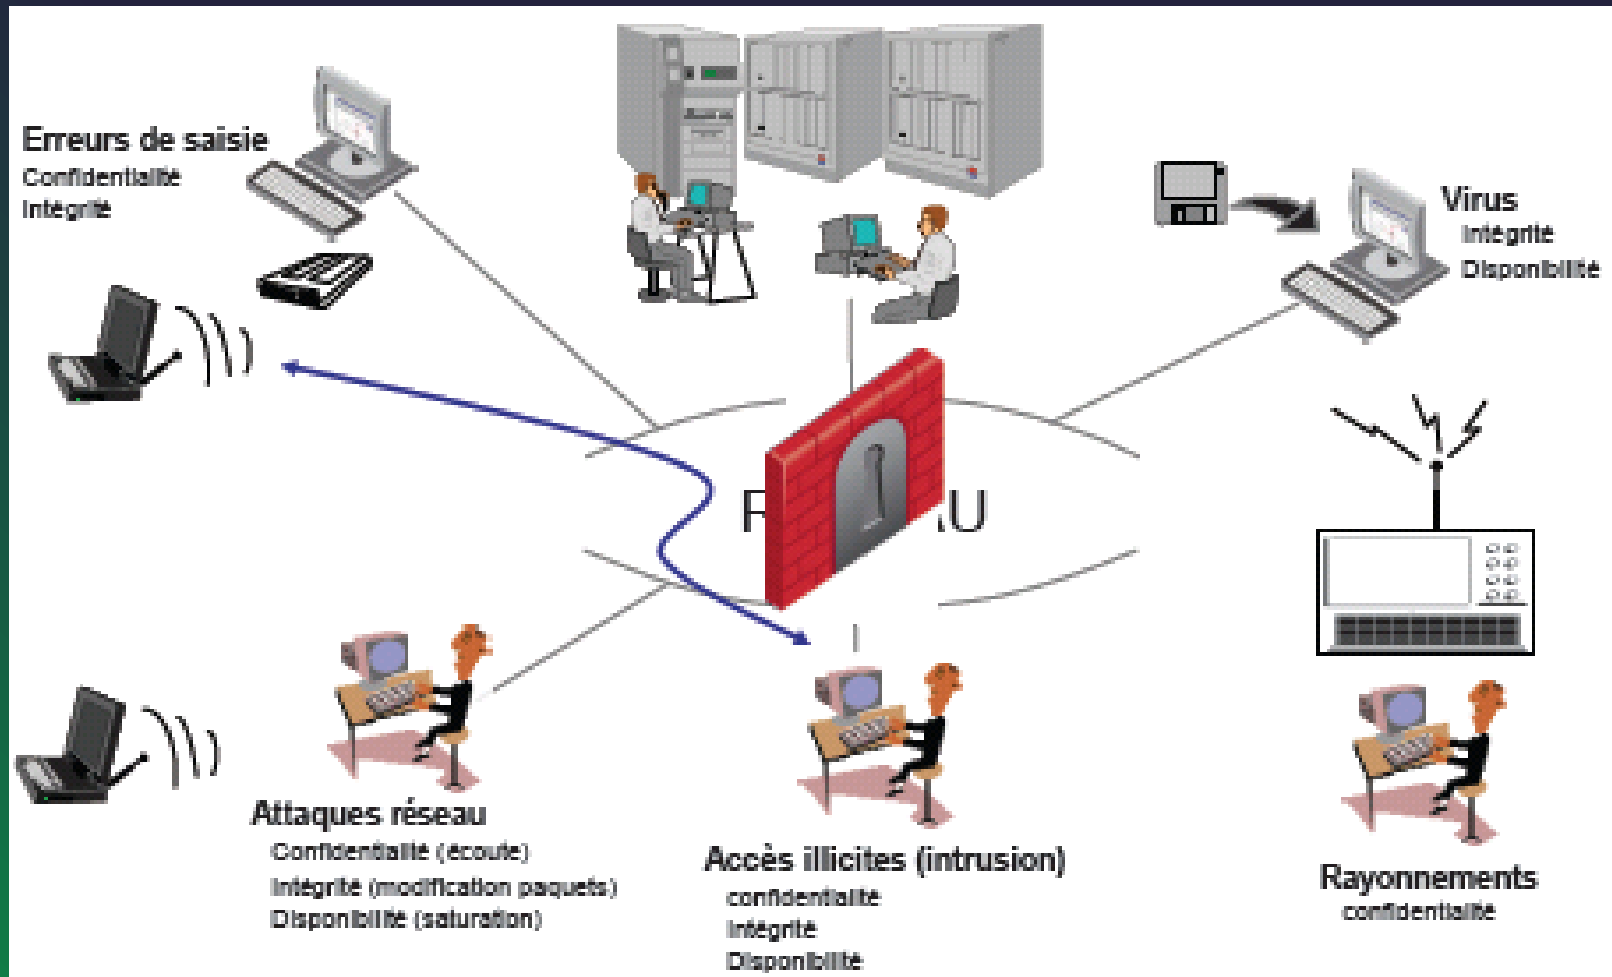 Erreurs de saisie
Confidentialité
Intégrité
Virus
Intégrité
Disponibilité
Attaques réseau
Confidentialité (écoute)
Intégrité (modification paquets)
Disponibilité (saturation)
Accès illicites (intrusion)
confidentialité
Intégrité
Disponibilité
Rayonnements
confidentialité